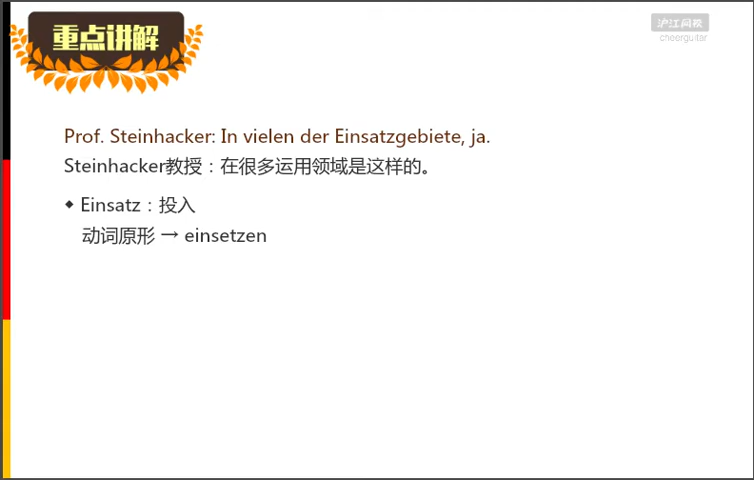 重点讲解
沪江网校
cheerguitar
Prof. Steinhacker: In vielen der Einsatzgebiete, ja.
Steinhacker教授：在很多运用领域是这样的。
◆ Einsatz：投入
动词原形 → einsetzen